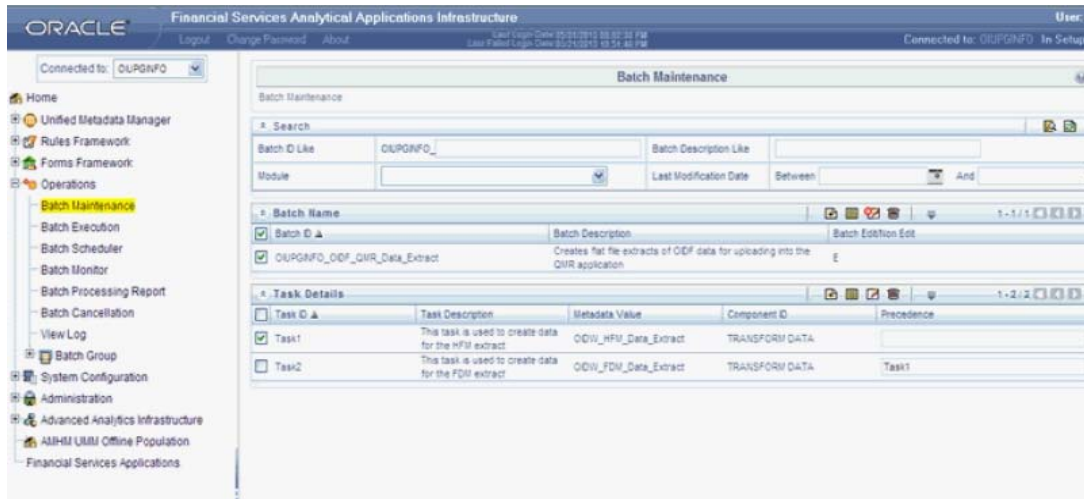 ORACLE
Financial Services Analytical Applications Infrastructure
User:
Logout Change Password About
Connected to: OIUPGINFO In Setup
Connected to: OIUPGINFO
Home
Unified Metadata Manager
Rules Framework
Forms Framework
Operations
Batch Maintenance
Batch Execution
Batch Scheduler
Batch Monitor
Batch Processing Report
Batch Cancellation
View Log
Batch Group
System Configuration
Administration
Advanced Analytics Infrastructure
AMHM UMM Offline Population
Financial Services Applications
Batch Maintenance
Batch Maintenance
Search
Batch ID Like OIUPGINFO_ Batch Description Like
Module Last Modification Date Between And
Batch Name 1-1/1
Batch ID Batch Description Batch Edit/Non Edit
OIUPGINFO_OIDF_QMR_Data_Extract Creates flat file extracts of OIDF data for uploading into the QMR application E
Task Details 1-2/2
Task ID Task Description Metadata Value Component ID Precedence
Task1 This task is used to create data for the HFM extract OIDW_HFM_Data_Extract TRANSFORM DATA
Task2 This task is used to create data for the FDM extract OIDW_FDM_Data_Extract TRANSFORM DATA Task1